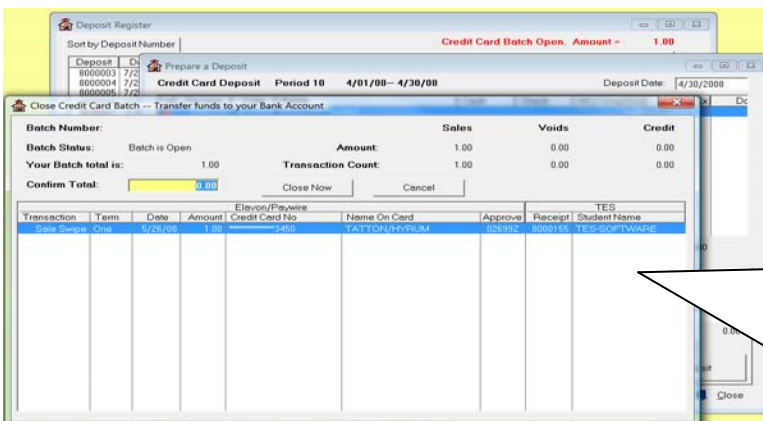 Deposit Register
Sort by Deposit Number
Credit Card Batch Open. Amount = 1.00
Deposit
8000003 7/2
8000004 7/2
8000005 7/2
Prepare a Deposit
Credit Card Deposit Period 10 4/01/08-- 4/30/08
Deposit Date: 4/30/2008
Close Credit Card Batch -- Transfer funds to your Bank Account
Batch Number: Sales Voids Credit
Batch Status: Batch is Open Amount: 1.00 0.00 0.00
Your Batch total is: 1.00 Transaction Count: 1.00 0.00 0.00
Confirm Total: 0.00 Close Now Cancel
Elavon/Paywire TES
Transaction Term Date Amount Credit Card No Name On Card Approve Receipt Student Name
Sale Swipe One 5/26/08 1.00 ************3450 TATTON/HYRUM 02699Z 8000155 TES-SOFTWARE
Close